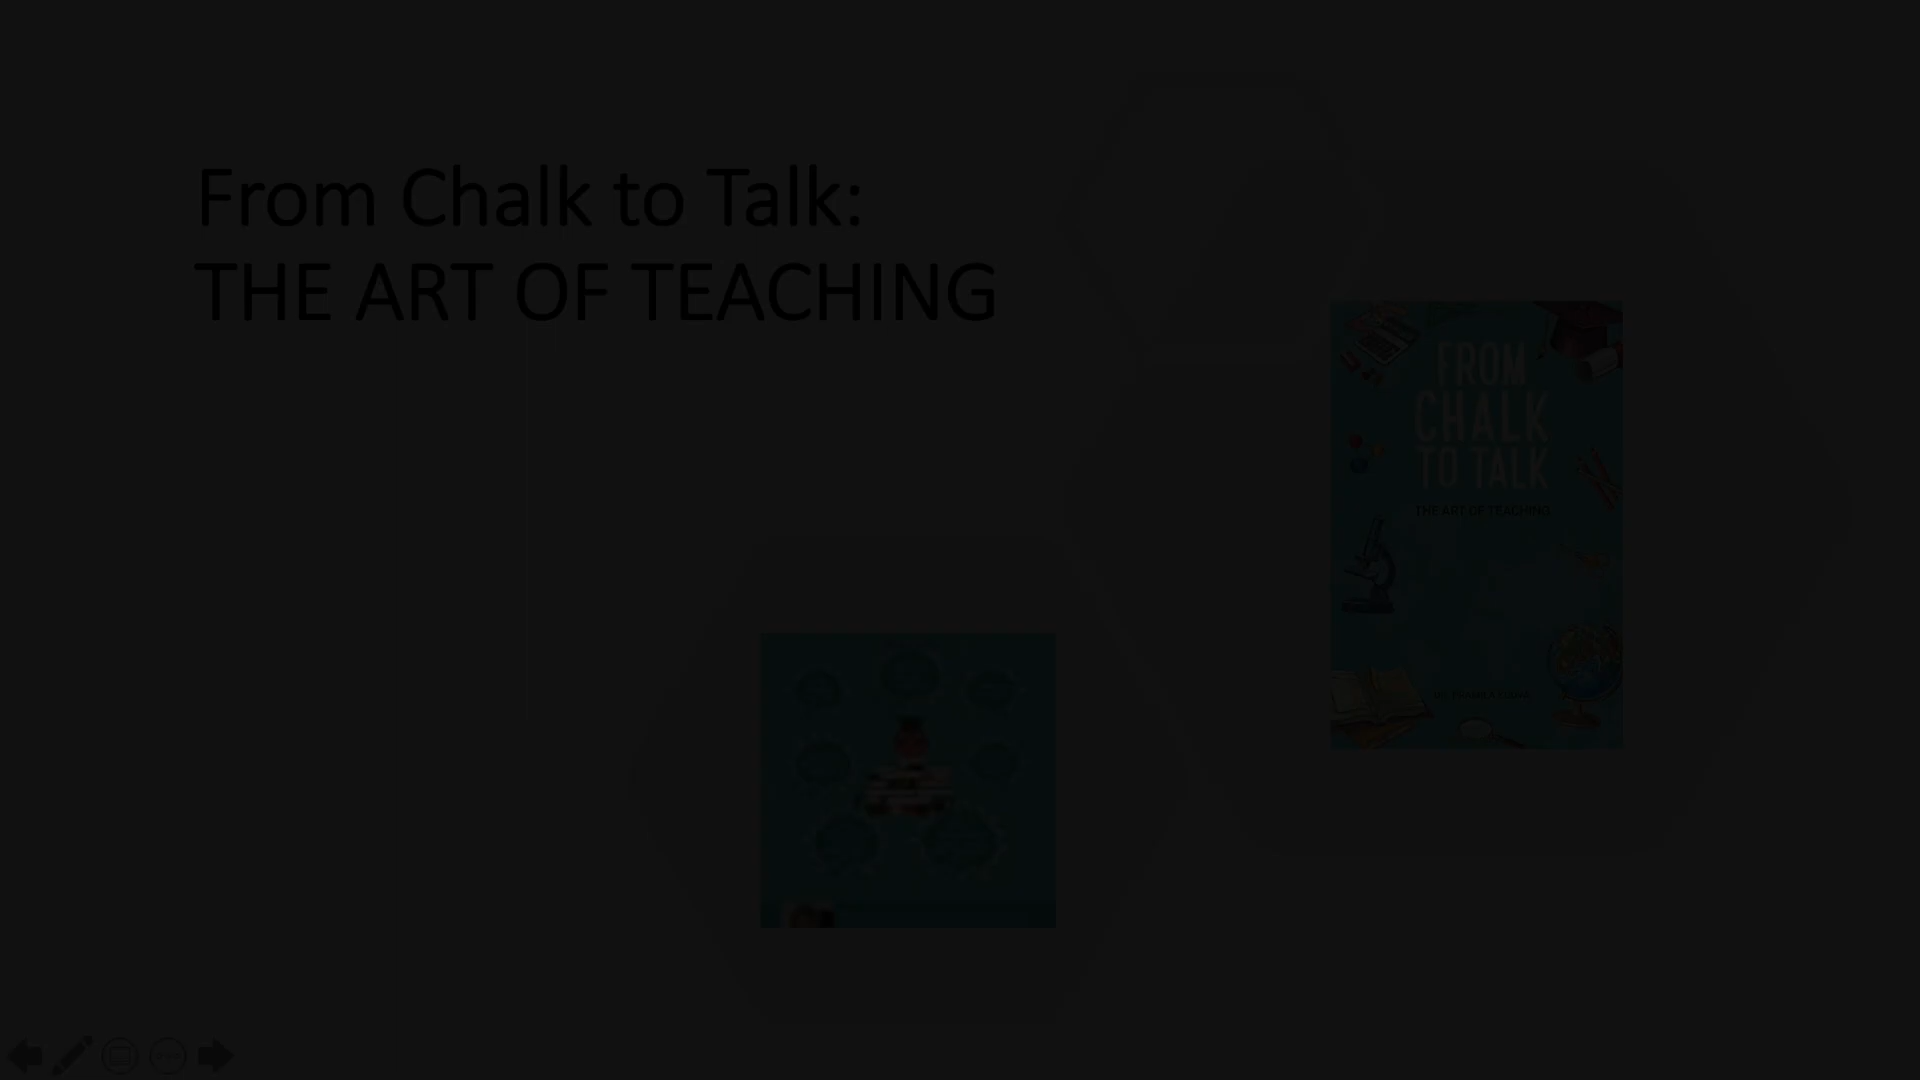 From Chalk to Talk:
THE ART OF TEACHING
FROM
CHALK
TO TALK
THE ART OF TEACHING